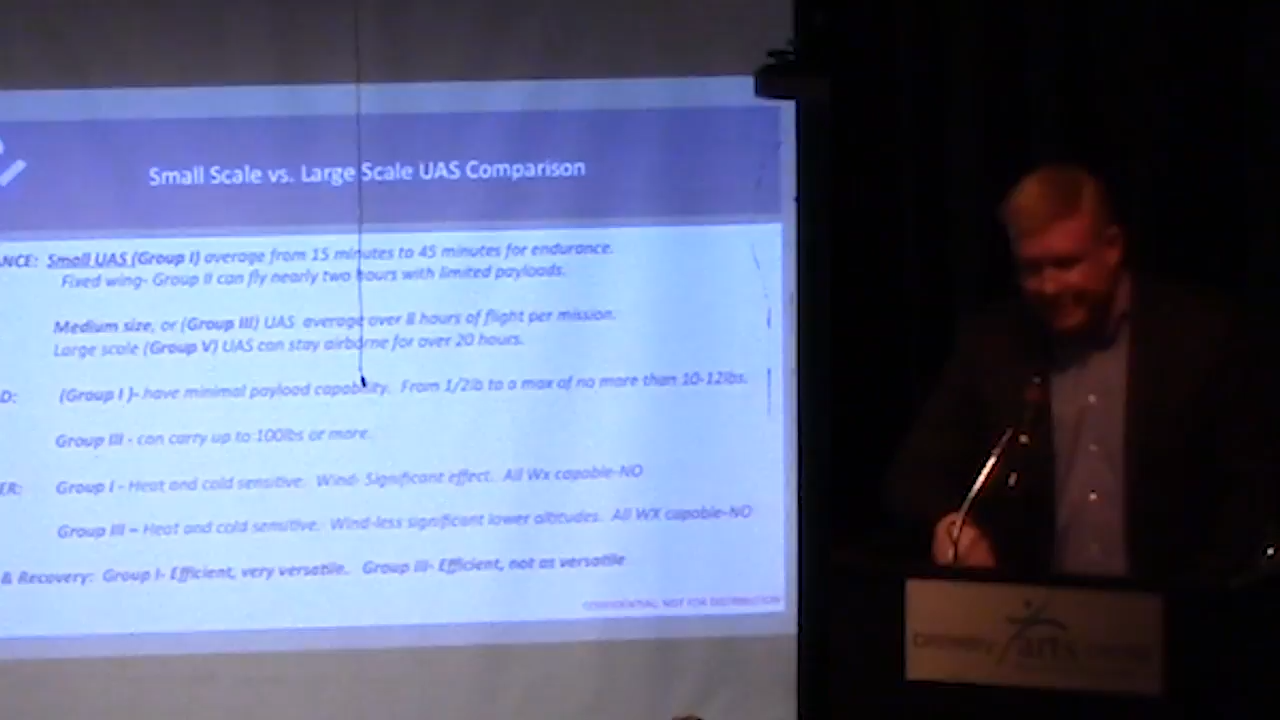 Small Scale vs. Large Scale UAS Comparison
NCE: Small UAS (Group I) average from 15 minutes to 45 minutes for endurance.
Fixed wing- Group II can fly nearly two hours with limited payloads.
Medium size, or (Group III) UAS average over 8 hours of flight per mission.
Large scale (Group V) UAS can stay airborne for over 20 hours.
D: (Group I )- have minimal payload capability. From 1/2lb to a max of no more than 10-12lbs.
Group III - can carry up to 100lbs or more.
ER: Group I - Heat and cold sensitive. Wind- Significant effect. All Wx capable-NO
Group III – Heat and cold sensitive. Wind-less significant lower altitudes. All WX capable-NO
& Recovery: Group I- Efficient, very versatile. Group III- Efficient, not as versatile
CONFIDENTIAL, NOT FOR DISTRIBUTION
arts